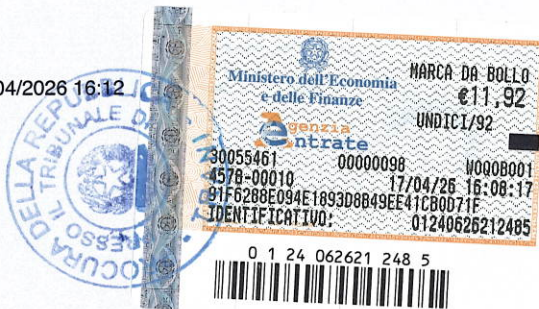 04/2026 16:12
PROCURA DELLA REPUBBLICA
PRESSO IL TRIBUNALE DI
Ministero dell'Economia
e delle Finanze
MARCA DA BOLLO
€11,92
UNDICI/92
Agenzia
Entrate
30055461 00000098 W0Q0B001
4578-00010 17/04/26 16:08:17
91F6288E094E1893D8B49EE41CB0D71F
IDENTIFICATIVO: 01240626212485
0 1 24 062621 248 5